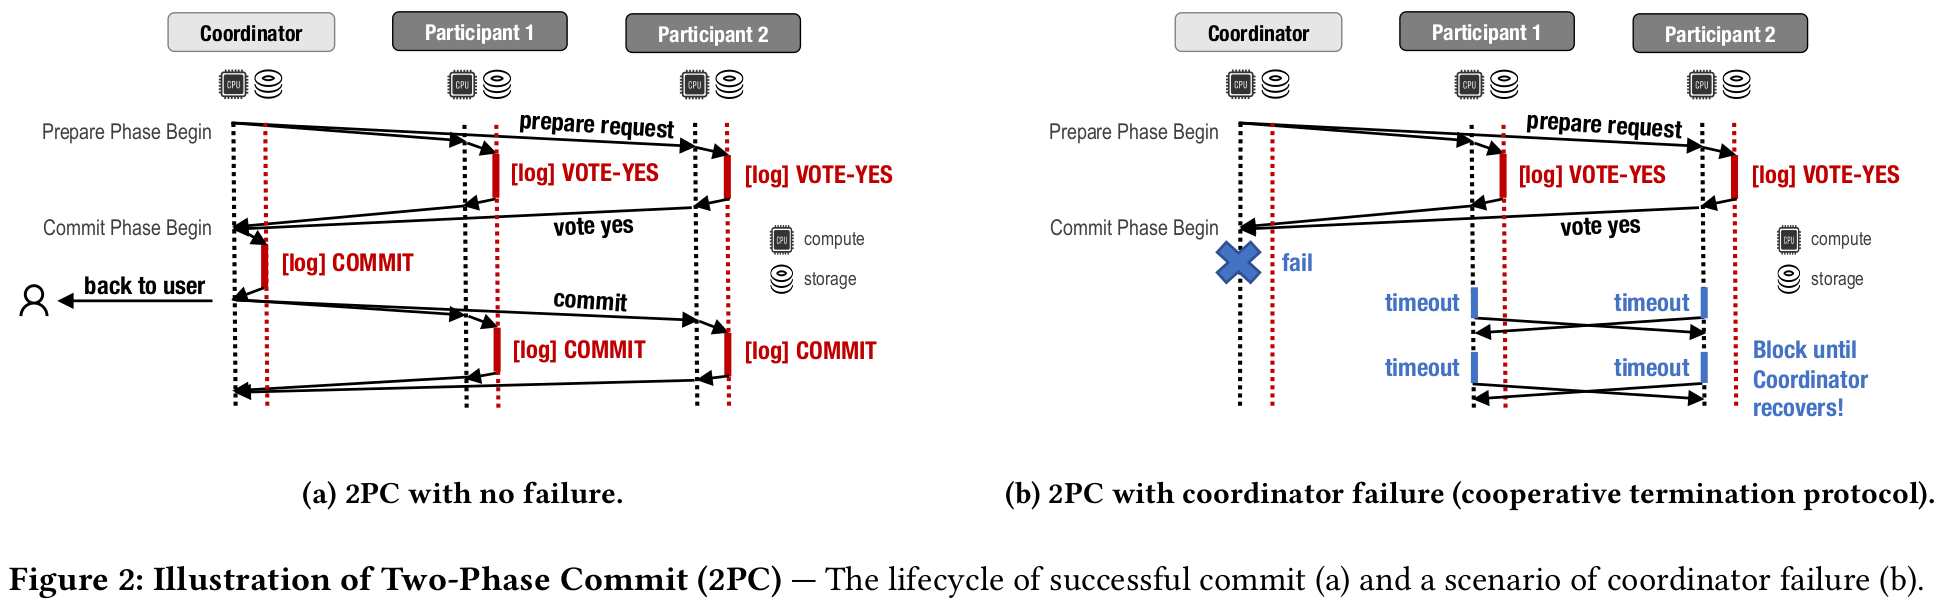 Coordinator
Participant 1
Participant 2
CPU
CPU
CPU
Prepare Phase Begin
prepare request
[log] VOTE-YES
[log] VOTE-YES
Commit Phase Begin
vote yes
CPU
compute
[log] COMMIT
storage
back to user
commit
[log] COMMIT
[log] COMMIT
(a) 2PC with no failure.
Coordinator
Participant 1
Participant 2
CPU
CPU
CPU
Prepare Phase Begin
prepare request
[log] VOTE-YES
[log] VOTE-YES
Commit Phase Begin
vote yes
CPU
compute
fail
storage
timeout
timeout
timeout
timeout
Block until
Coordinator
recovers!
(b) 2PC with coordinator failure (cooperative termination protocol).
Figure 2: Illustration of Two-Phase Commit (2PC) — The lifecycle of successful commit (a) and a scenario of coordinator failure (b).